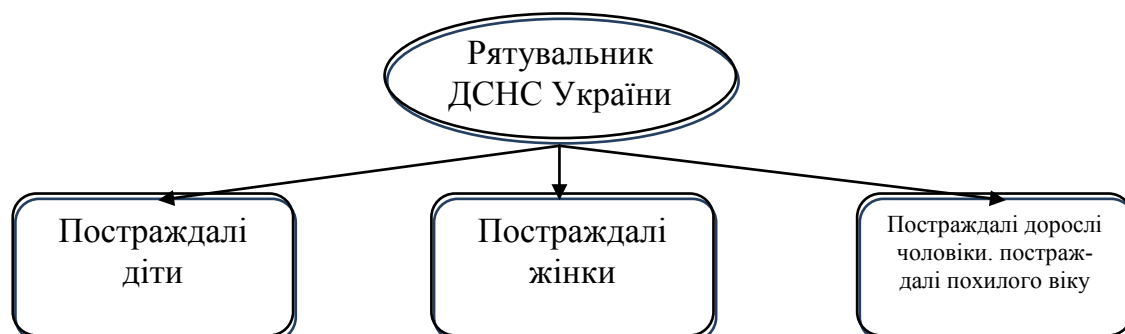 Рятувальник
ДСНС України
Постраждалі
діти
Постраждалі
жінки
Постраждалі дорослі
чоловіки. постраж-
далі похилого віку